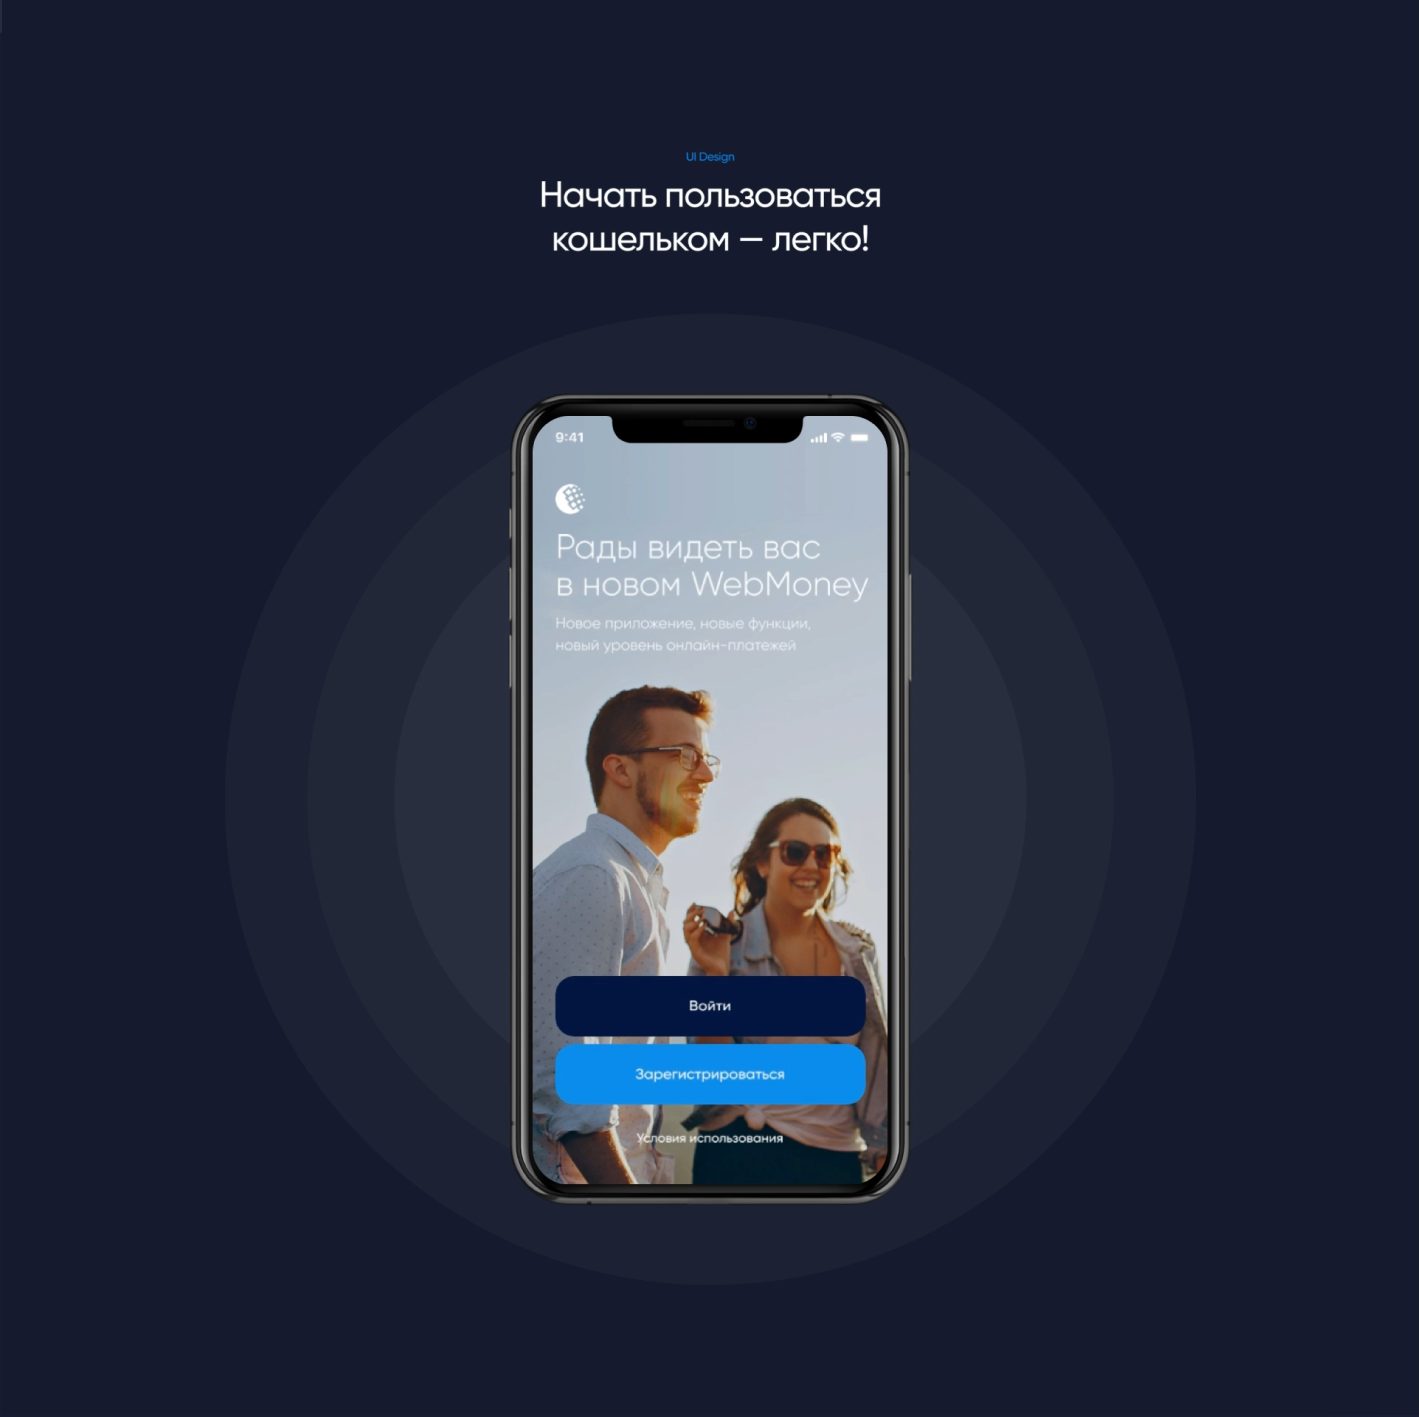 UI Design
Начать пользоваться
кошельком — легко!
9:41
Рады видеть вас
в новом WebMoney
Новое приложение, новые функции,
новый уровень онлайн-платежей
Войти
Зарегистрироваться
Условия использования